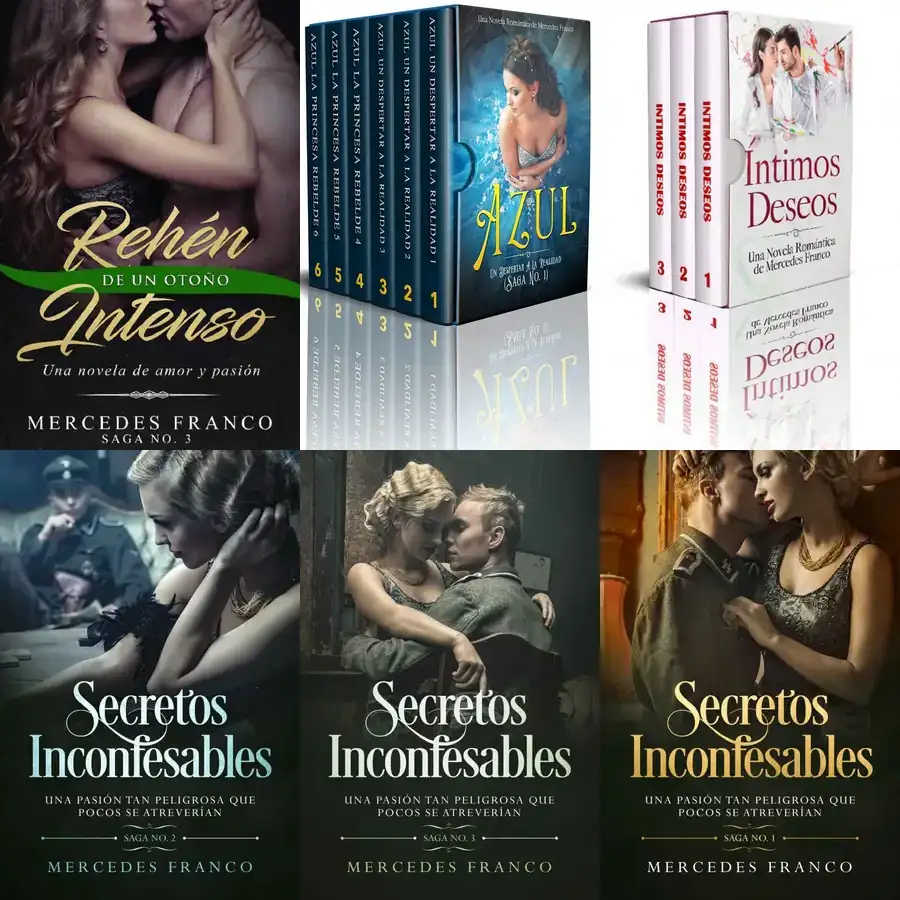 Rehén
DE UN OTOÑO
Intenso
Una novela de amor y pasión
MERCEDES FRANCO
SAGA NO. 3
AZUL LA PRINCESA REBELDE 6
AZUL LA PRINCESA REBELDE 5
AZUL LA PRINCESA REBELDE 4
AZUL UN DESPERTAR A LA REALIDAD 3
AZUL UN DESPERTAR A LA REALIDAD 2
AZUL UN DESPERTAR A LA REALIDAD 1
6
5
4
3
2
1
Una Novela Romántica de Mercedes Franco
AZUL
Un Despertar A La Realidad
(Saga No. 1)
INTIMOS DESEOS
INTIMOS DESEOS
INTIMOS DESEOS
3
2
1
Íntimos
Deseos
Una Novela Romántica
de Mercedes Franco
Secretos
Inconfesables
UNA PASIÓN TAN PELIGROSA QUE
POCOS SE ATREVERÍAN
SAGA NO. 2
MERCEDES FRANCO
Secretos
Inconfesables
UNA PASIÓN TAN PELIGROSA QUE
POCOS SE ATREVERÍAN
SAGA NO. 3
MERCEDES FRANCO
Secretos
Inconfesables
UNA PASIÓN TAN PELIGROSA QUE
POCOS SE ATREVERÍAN
SAGA NO. 1
MERCEDES FRANCO